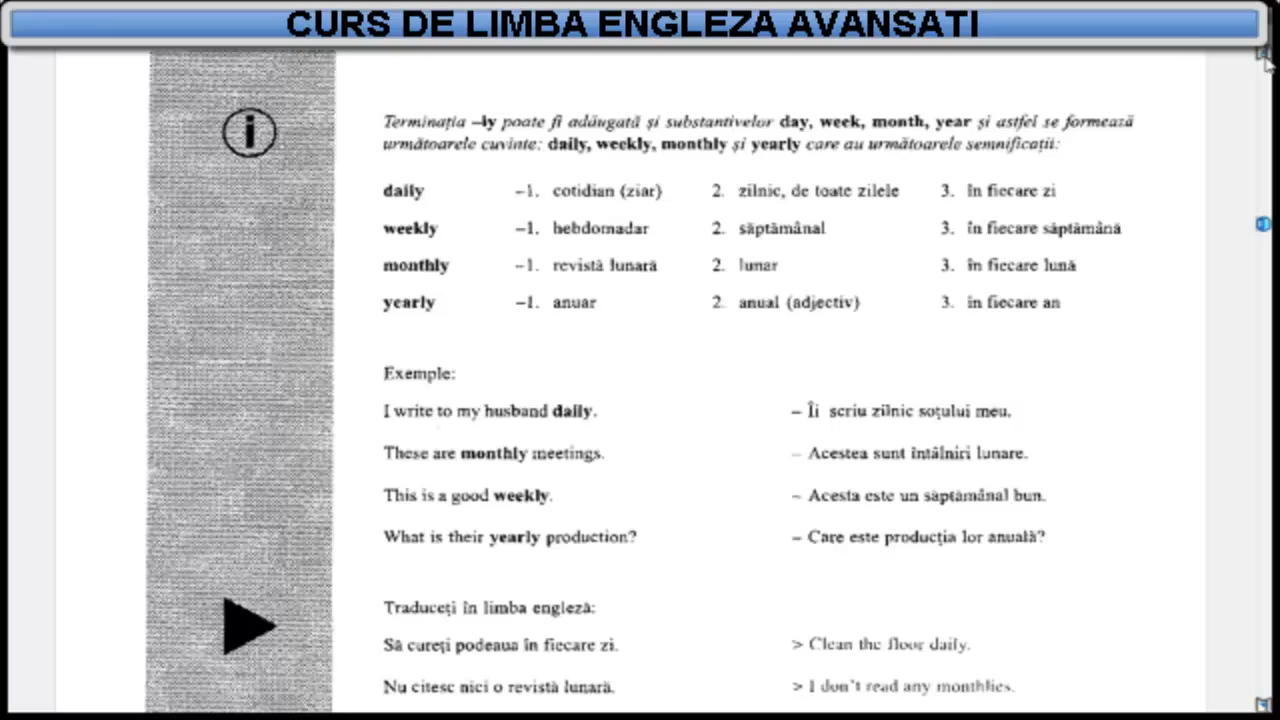 CURS DE LIMBA ENGLEZA AVANSATI
Terminația –ly poate fi adăugată și substantivelor day, week, month, year și astfel se formează
următoarele cuvinte: daily, weekly, monthly și yearly care au următoarele semnificații:
daily –1. cotidian (ziar) 2. zilnic, de toate zilele 3. în fiecare zi
weekly –1. hebdomadar 2. săptămânal 3. în fiecare săptămână
monthly –1. revistă lunară 2. lunar 3. în fiecare lună
yearly –1. anuar 2. anual (adjectiv) 3. în fiecare an
Exemple:
I write to my husband daily. – Îi scriu zilnic soțului meu.
These are monthly meetings. – Acestea sunt întâlniri lunare.
This is a good weekly. – Acesta este un săptămânal bun.
What is their yearly production? – Care este producția lor anuală?
Traduceți în limba engleză:
Să cureți podeaua în fiecare zi. > Clean the floor daily.
Nu citesc nici o revistă lunară. > I don't read any monthlies.